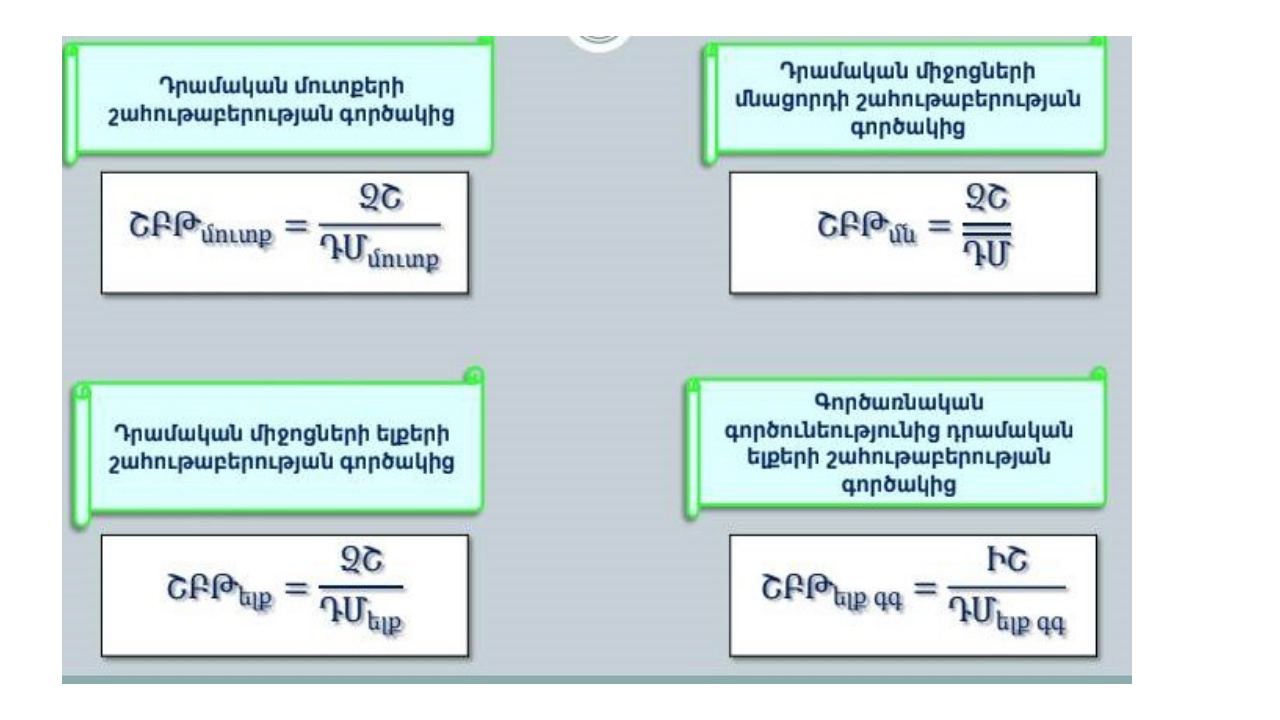 Դրամական մուտքերի
շահութաբերության գործակից
ՇԲԹմուտք = ԶՇ / ԴՄմուտք
Դրամական միջոցների
մնացորդի շահութաբերության
գործակից
ՇԲԹմն = ԶՇ / ԴՄ
Դրամական միջոցների ելքերի
շահութաբերության գործակից
ՇԲԹելք = ԶՇ / ԴՄելք
Գործառնական
գործունեությունից դրամական
ելքերի շահութաբերության
գործակից
ՇԲԹելք գգ = ԻՇ / ԴՄելք գգ